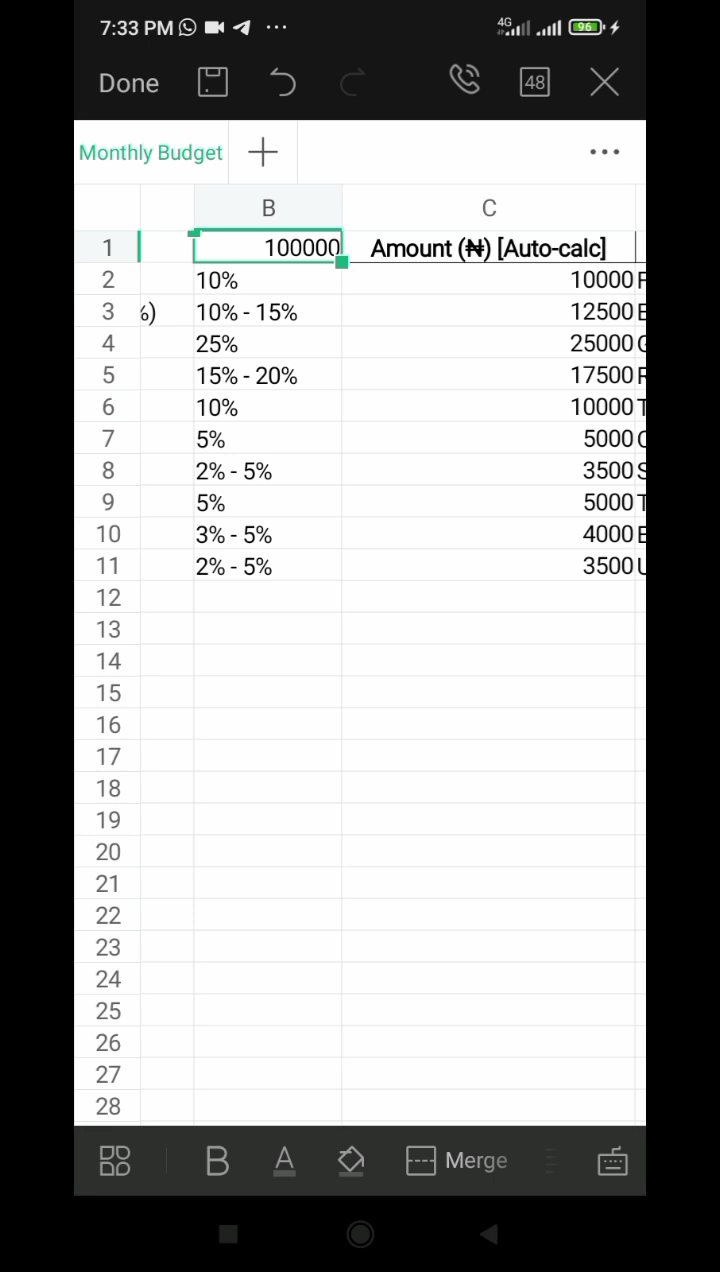 7:33 PM
4G 96
Done 48
Monthly Budget
B C
1 100000 Amount (₦) [Auto-calc]
2 10% 10000 F
3 %) 10% - 15% 12500 E
4 25% 25000 G
5 15% - 20% 17500 R
6 10% 10000 T
7 5% 5000
8 2% - 5% 3500 S
9 5% 5000 T
10 3% - 5% 4000 E
11 2% - 5% 3500 U
12
13
14
15
16
17
18
19
20
21
22
23
24
25
26
27
28
B A Merge